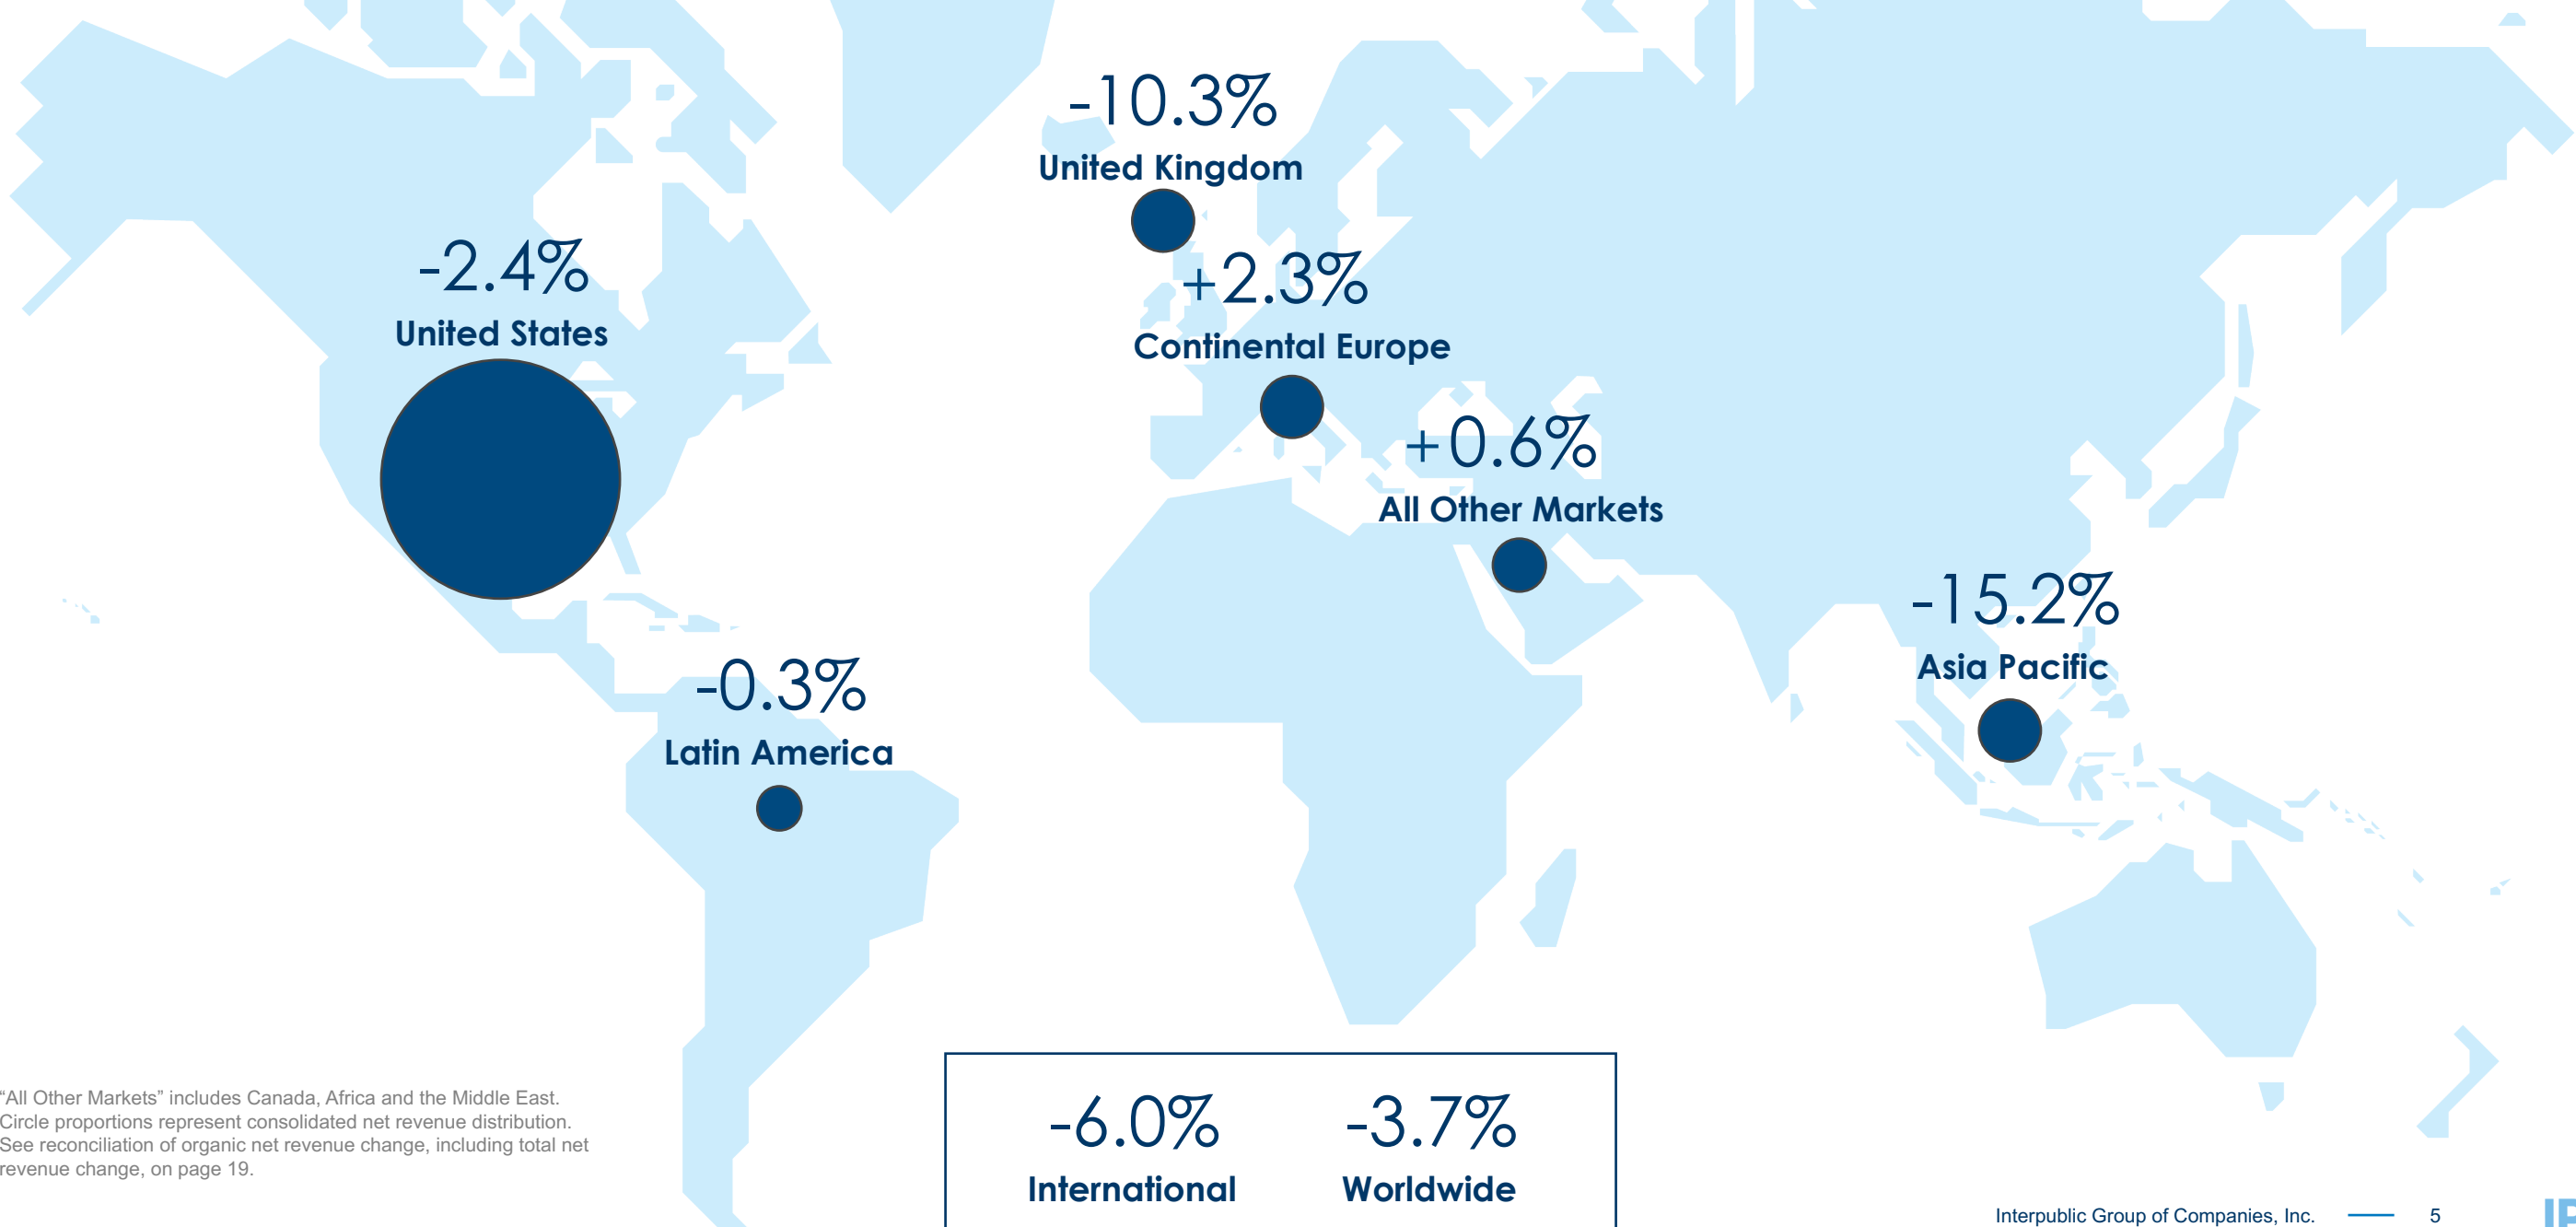 -10.3%
United Kingdom
-2.4%
United States
+2.3%
Continental Europe
+0.6%
All Other Markets
-15.2%
Asia Pacific
-0.3%
Latin America
"All Other Markets" includes Canada, Africa and the Middle East.
Circle proportions represent consolidated net revenue distribution.
See reconciliation of organic net revenue change, including total net
revenue change, on page 19.
-6.0%
International
-3.7%
Worldwide
Interpublic Group of Companies, Inc.
5